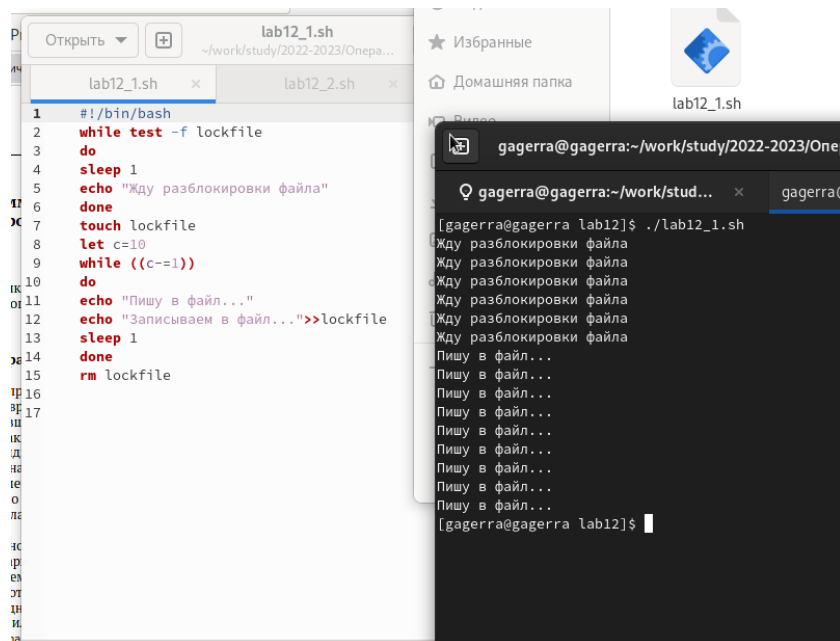 Открыть
lab12_1.sh
~/work/study/2022-2023/Опера...
lab12_1.sh
lab12_2.sh
1 #!/bin/bash
2 while test -f lockfile
3 do
4 sleep 1
5 echo "Жду разблокировки файла"
6 done
7 touch lockfile
8 let c=10
9 while ((c-=1))
10 do
11 echo "Пишу в файл..."
12 echo "Записываем в файл...">>lockfile
13 sleep 1
14 done
15 rm lockfile
16
17
Избранные
Домашняя папка
Видео
lab12_1.sh
gagerra@gagerra:~/work/study/2022-2023/Опе
gagerra@gagerra:~/work/stud...
gagerra@
[gagerra@gagerra lab12]$ ./lab12_1.sh
Жду разблокировки файла
Жду разблокировки файла
Жду разблокировки файла
Жду разблокировки файла
Жду разблокировки файла
Жду разблокировки файла
Пишу в файл...
Пишу в файл...
Пишу в файл...
Пишу в файл...
Пишу в файл...
Пишу в файл...
Пишу в файл...
Пишу в файл...
Пишу в файл...
[gagerra@gagerra lab12]$